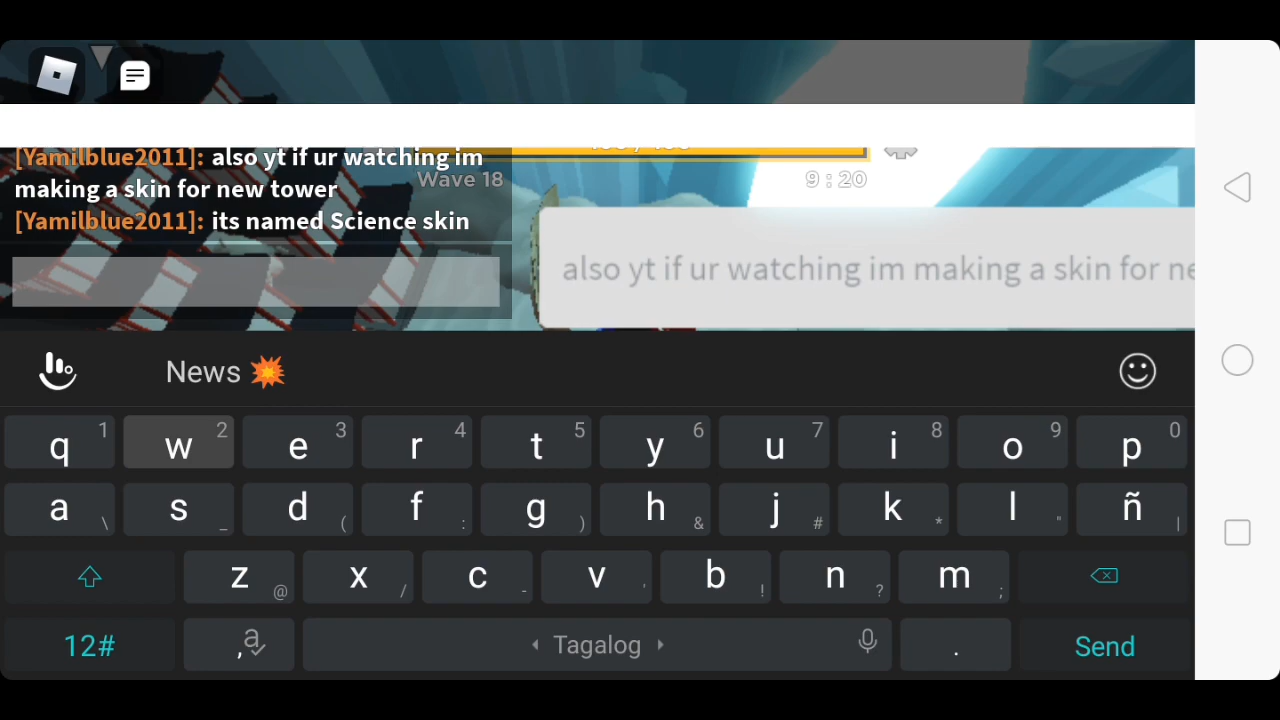 [Yamilblue2011]: also yt if ur watching im
making a skin for new tower
[Yamilblue2011]: its named Science skin
Wave 18
9 : 20
also yt if ur watching im making a skin for ne
News 💥
q 1 w 2 e 3 r 4 t 5 y 6 u 7 i 8 o 9 p 0
a \ s _ d ( f : g ) h & j # k * l " ñ |
z @ x / c - v ' b ! n ? m ;
12# , a Tagalog . Send